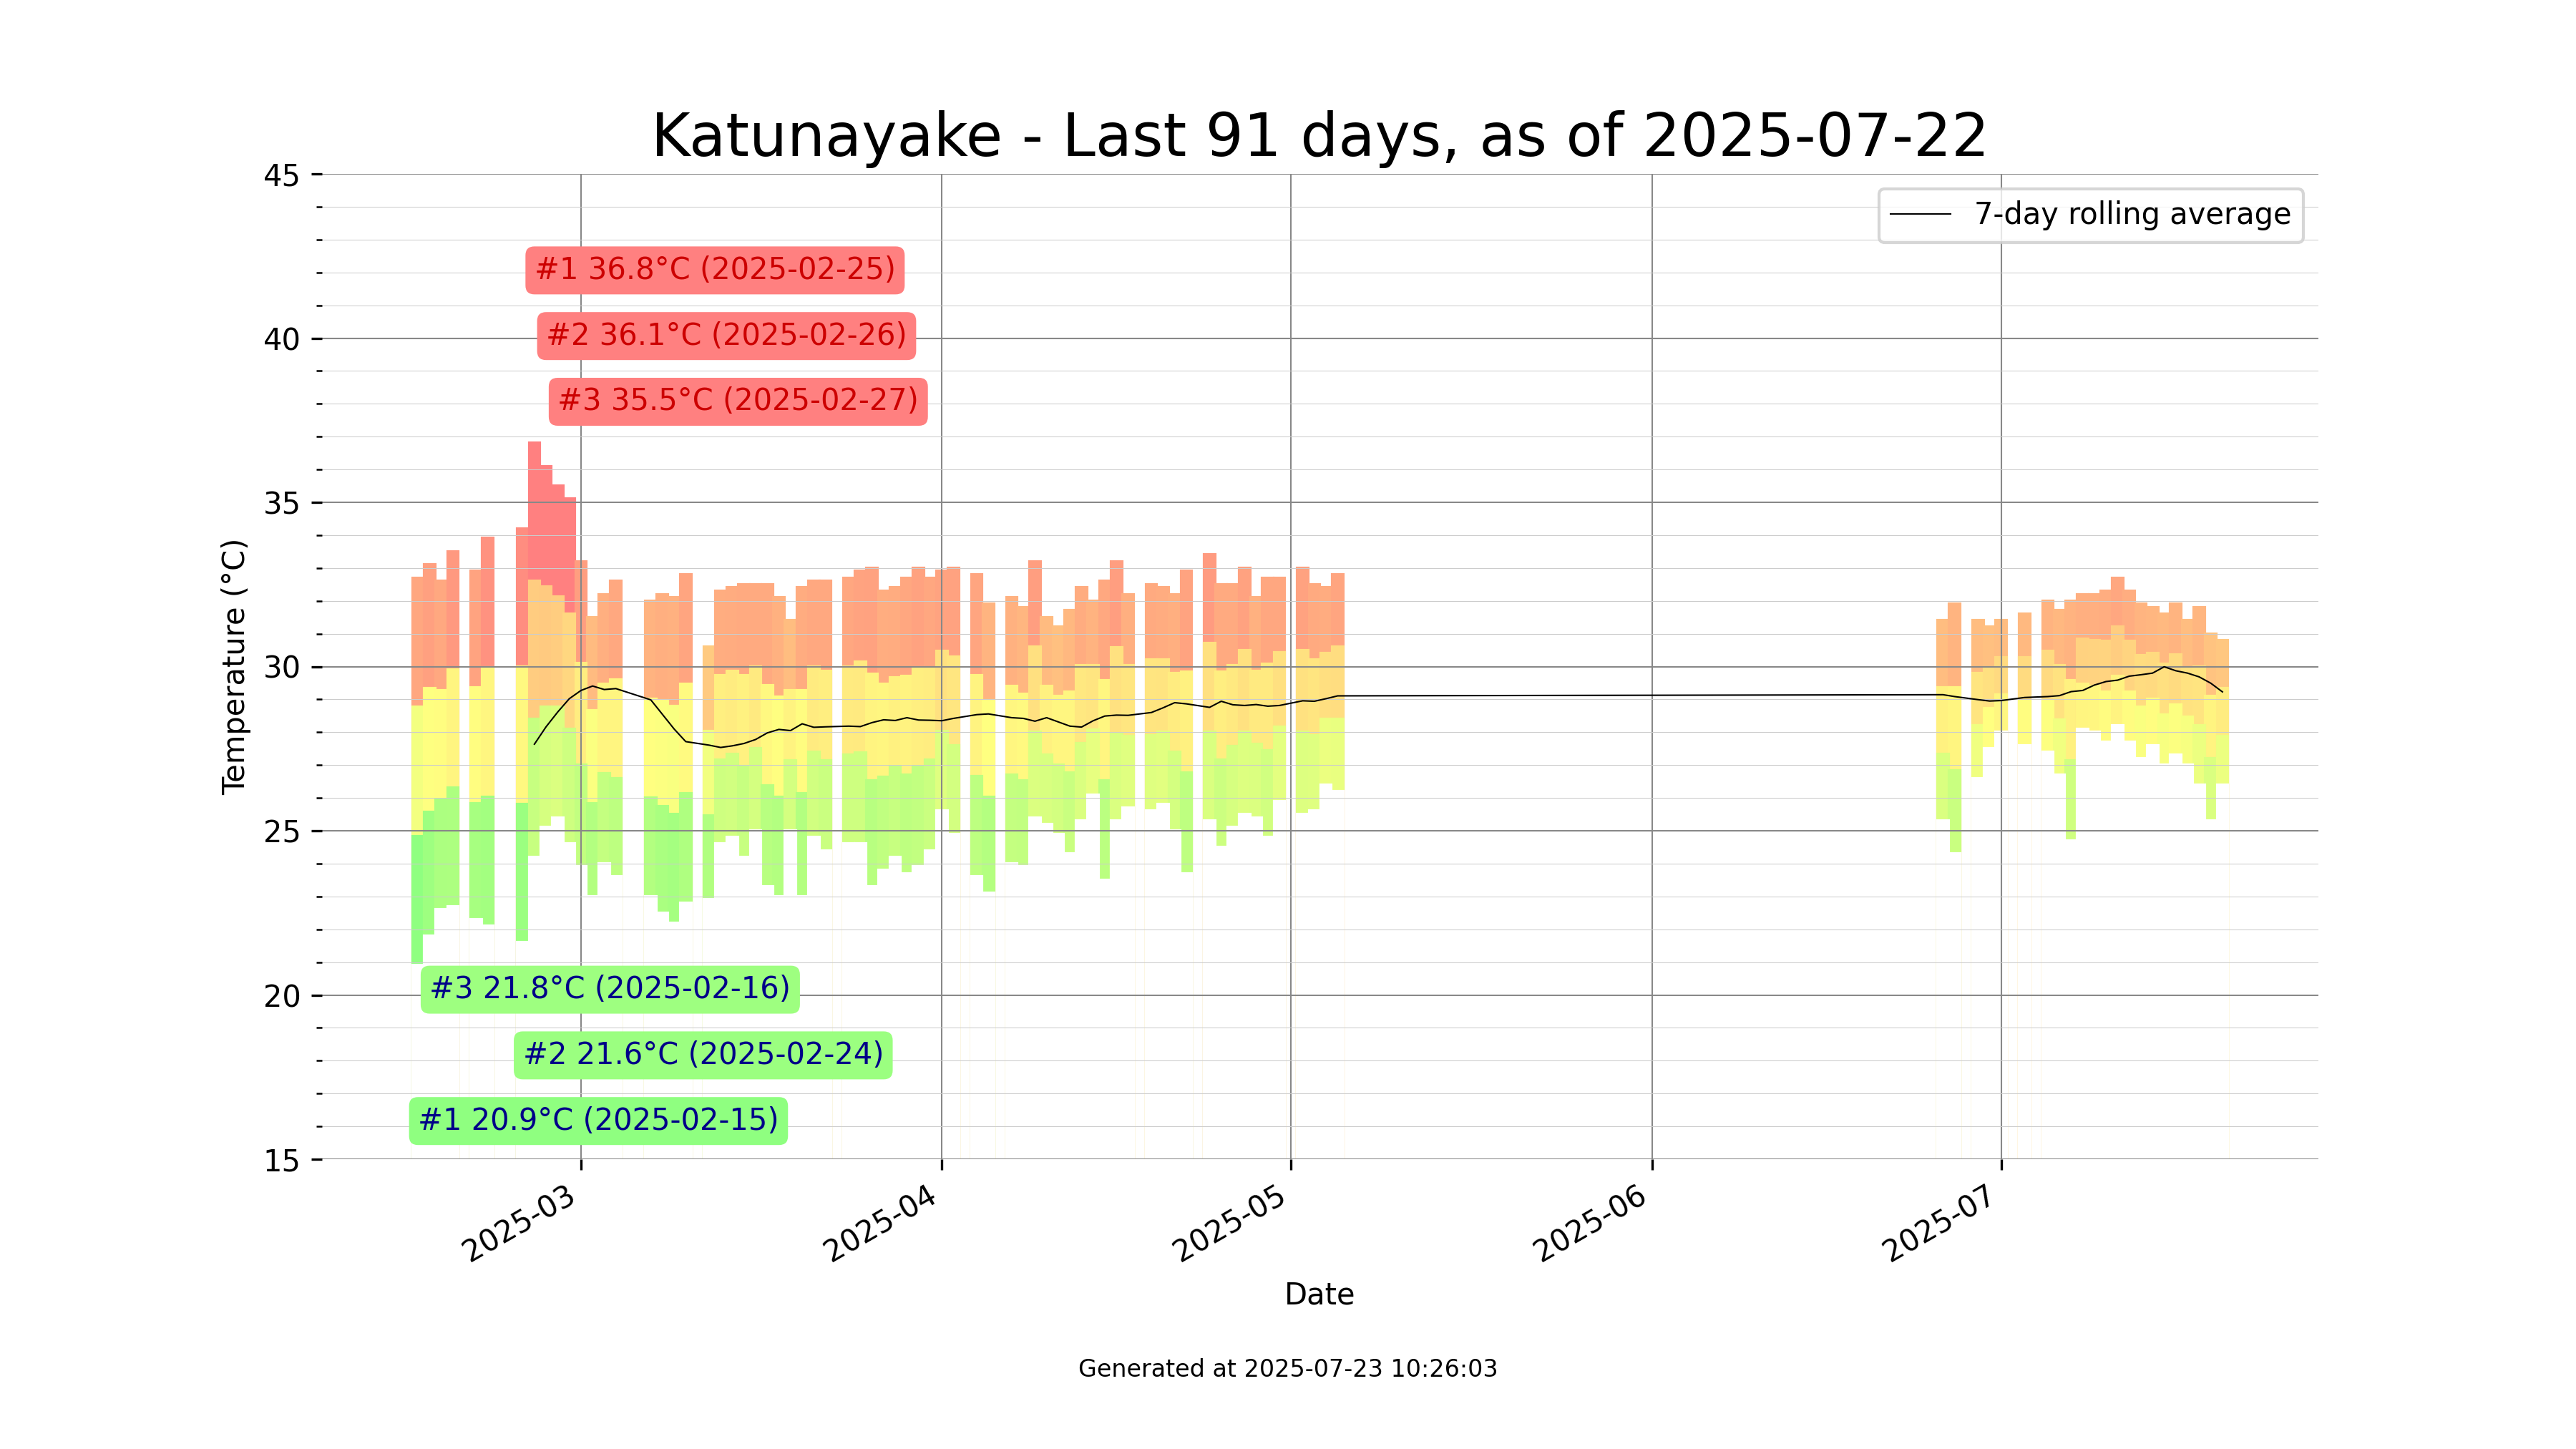 Katunayake - Last 91 days, as of 2025-07-22
45
40
35
30
25
20
15
Temperature (°C)
7-day rolling average
#1 36.8°C (2025-02-25)
#2 36.1°C (2025-02-26)
#3 35.5°C (2025-02-27)
#3 21.8°C (2025-02-16)
#2 21.6°C (2025-02-24)
#1 20.9°C (2025-02-15)
2025-03
2025-04
2025-05
2025-06
2025-07
Date
Generated at 2025-07-23 10:26:03